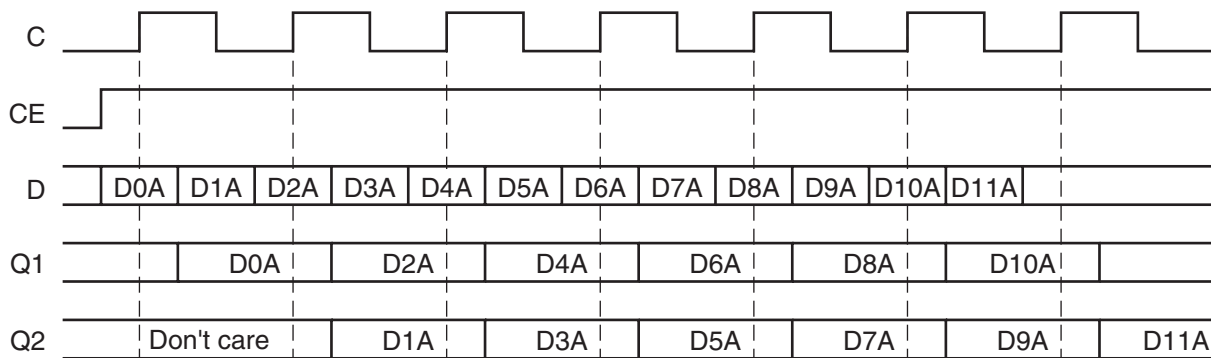 C
CE
D D0A D1A D2A D3A D4A D5A D6A D7A D8A D9A D10A D11A
Q1 D0A D2A D4A D6A D8A D10A
Q2 Don't care D1A D3A D5A D7A D9A D11A